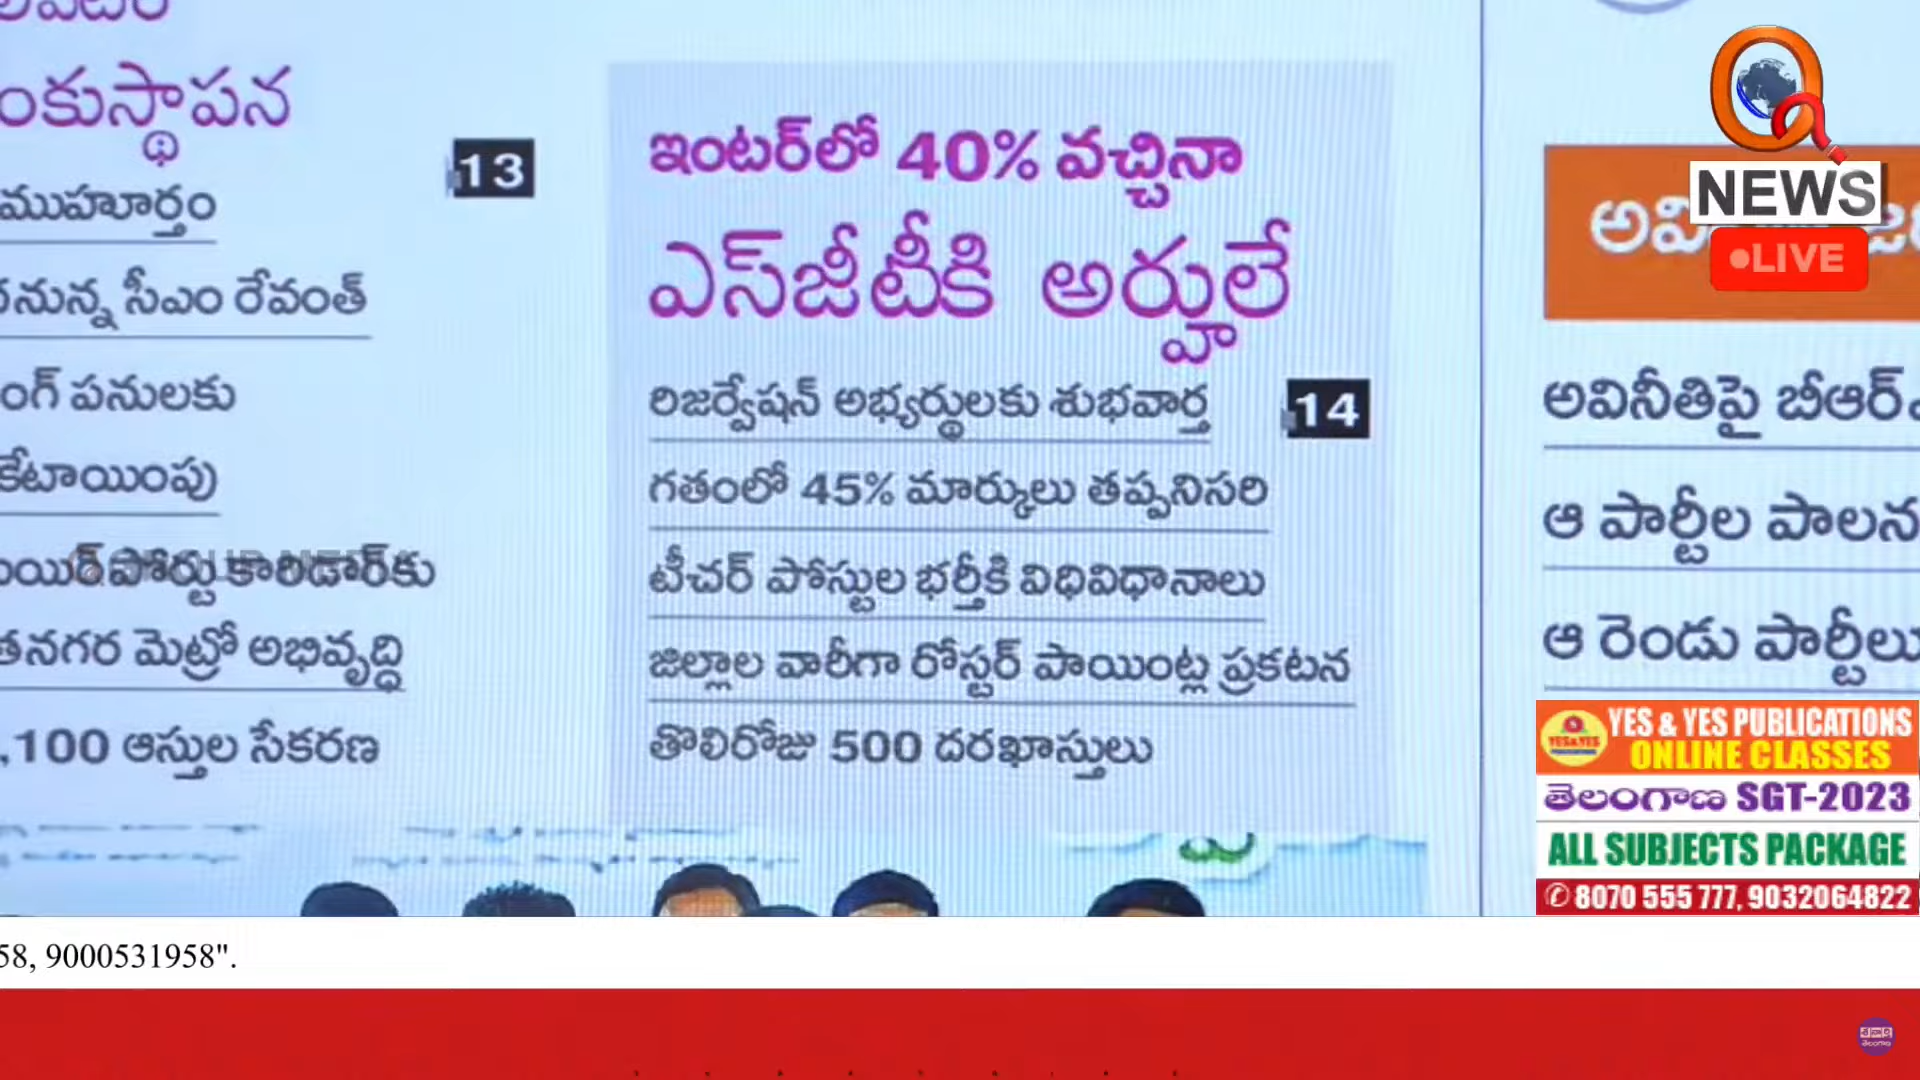 ంకుస్థాపన
13
ముహూర్తం
రనున్న సీఎం రేవంత్
ంగ్ పనులకు
కేటాయింపు
కారిడార్‌కు
తనగర మెట్రో అభివృద్ధి
,100 ఆస్తుల సేకరణ
ఇంటర్‌లో 40% వచ్చినా
ఎస్‌జీటీకి అర్హులే
రిజర్వేషన్ అభ్యర్థులకు శుభవార్త
14
గతంలో 45% మార్కులు తప్పనిసరి
టీచర్ పోస్టుల భర్తీకి విధివిధానాలు
జిల్లాల వారీగా రోస్టర్ పాయింట్ల ప్రకటన
తొలిరోజు 500 దరఖాస్తులు
Q
NEWS
LIVE
అవినీతిపై బీఆర్
ఆ పార్టీల పాలన
ఆ రెండు పార్టీలు
YES & YES PUBLICATIONS
ONLINE CLASSES
తెలంగాణ SGT-2023
ALL SUBJECTS PACKAGE
8070 555 777, 9032064822
58, 9000531958".